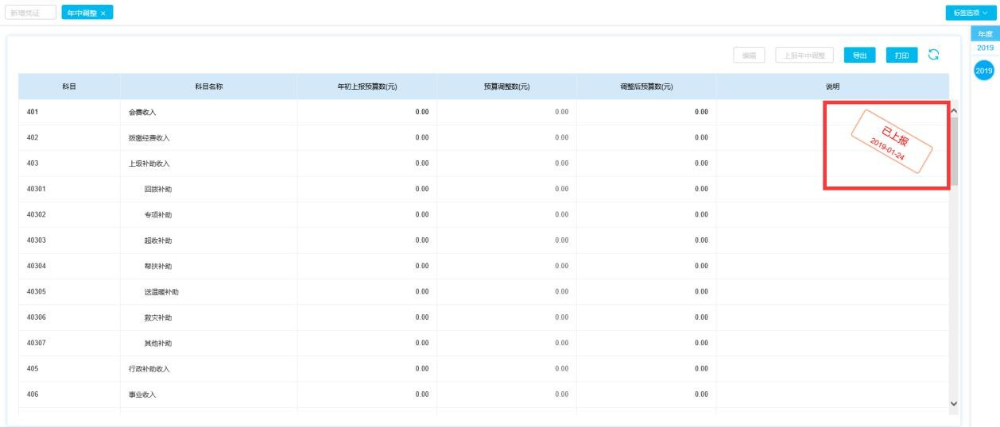 新增凭证 年中调整 × 标签选项
年度
2019
2019
编辑 上报年中调整 导出 打印
科目 科目名称 年初上报预算数(元) 预算调整数(元) 调整后预算数(元) 说明
401 会费收入 0.00 0.00 0.00
402 拨缴经费收入 0.00 0.00 0.00
403 上级补助收入 0.00 0.00 0.00
40301 回拨补助 0.00 0.00 0.00
40302 专项补助 0.00 0.00 0.00
40303 超收补助 0.00 0.00 0.00
40304 帮扶补助 0.00 0.00 0.00
40305 送温暖补助 0.00 0.00 0.00
40306 救灾补助 0.00 0.00 0.00
40307 其他补助 0.00 0.00 0.00
405 行政补助收入 0.00 0.00 0.00
406 事业收入 0.00 0.00 0.00
已上报
2019-01-24